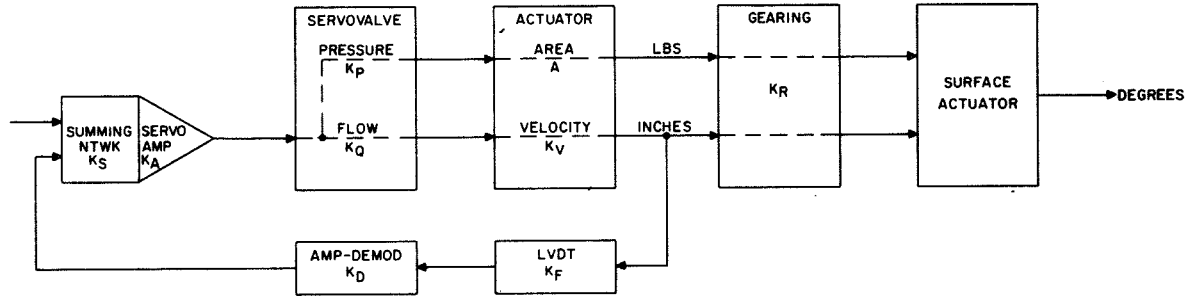 SERVOVALVE
PRESSURE
KP
FLOW
KQ
ACTUATOR
AREA
A
VELOCITY
KV
LBS
INCHES
GEARING
KR
SURFACE
ACTUATOR
DEGREES
SUMMING
NTWK
KS
SERVO
AMP
KA
AMP-DEMOD
KD
LVDT
KF